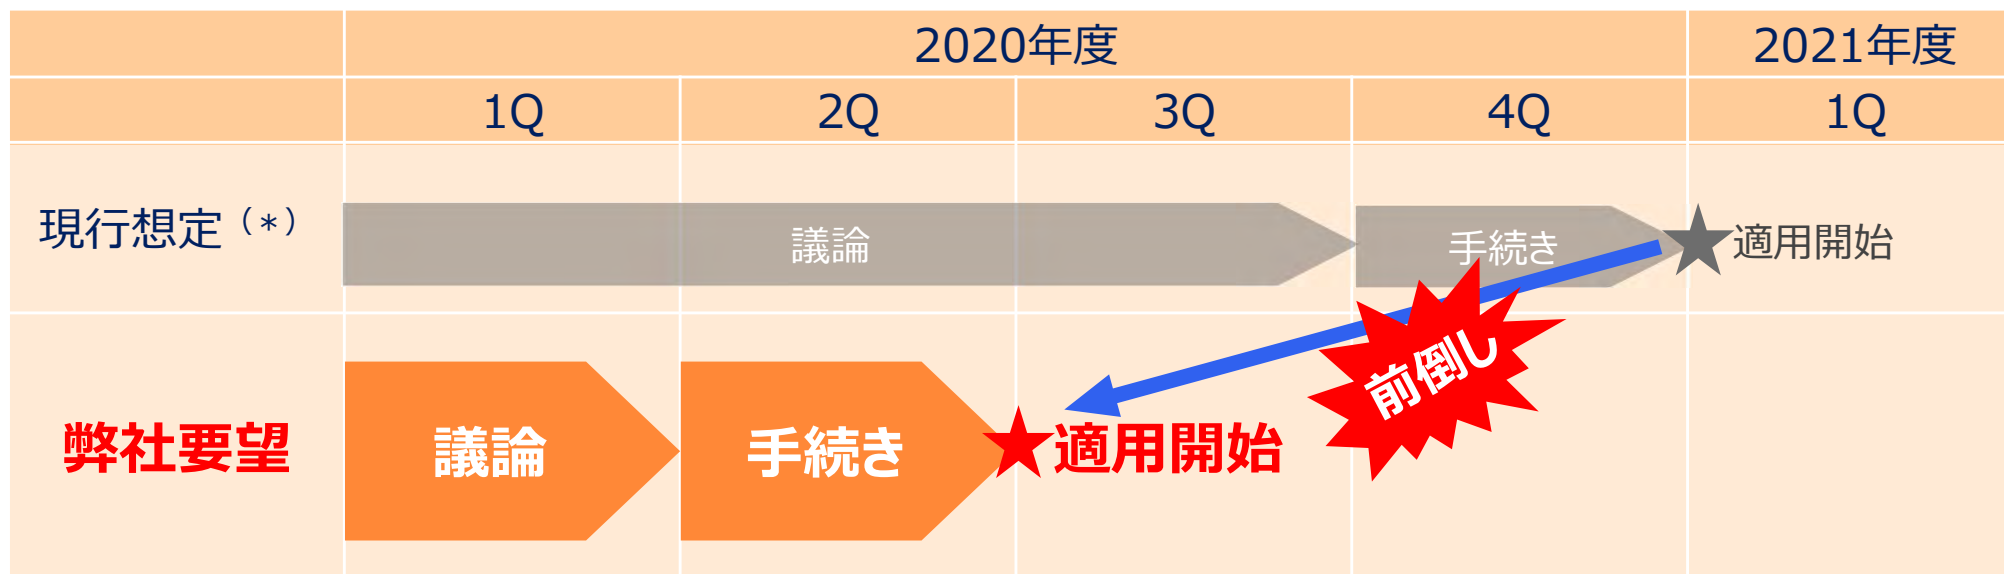 2020年度 2021年度
1Q 2Q 3Q 4Q 1Q
現行想定（*） 議論 手続き 適用開始
前倒し
弊社要望 議論 手続き 適用開始